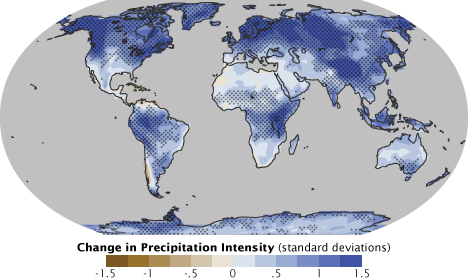 Change in Precipitation Intensity (standard deviations)
-1.5 -1 -.5 0 .5 1 1.5